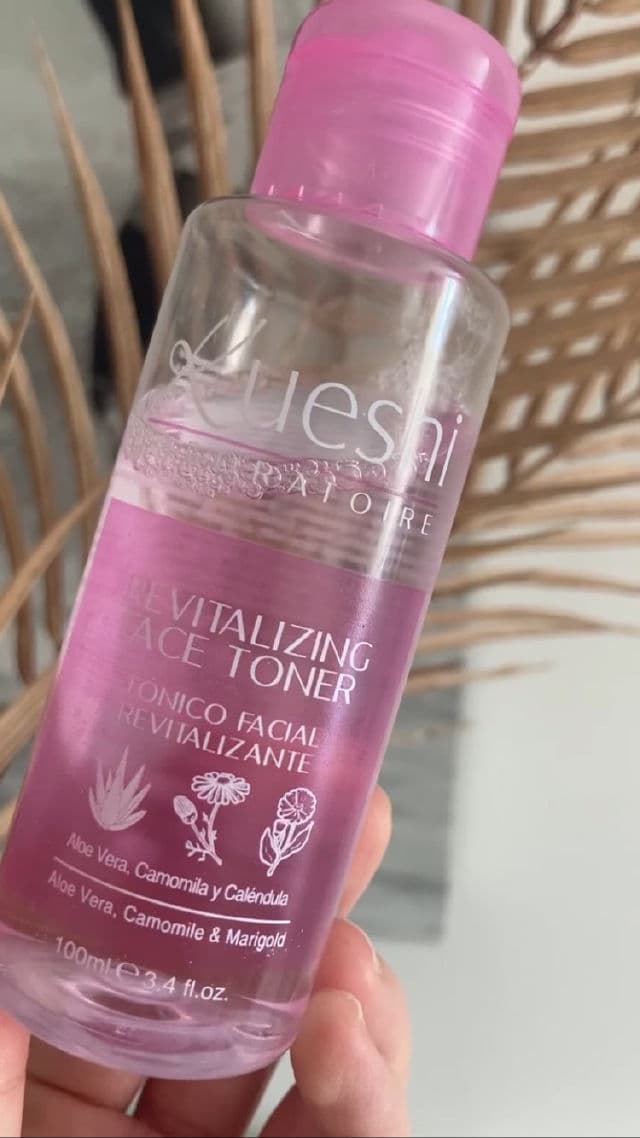 Kueshi
RATOIRE
REVITALIZING
FACE TONER
TÓNICO FACIAL
REVITALIZANTE
Aloe Vera, Camomila y Caléndula
Aloe Vera, Camomile & Marigold
100ml ℮ 3.4 fl.oz.